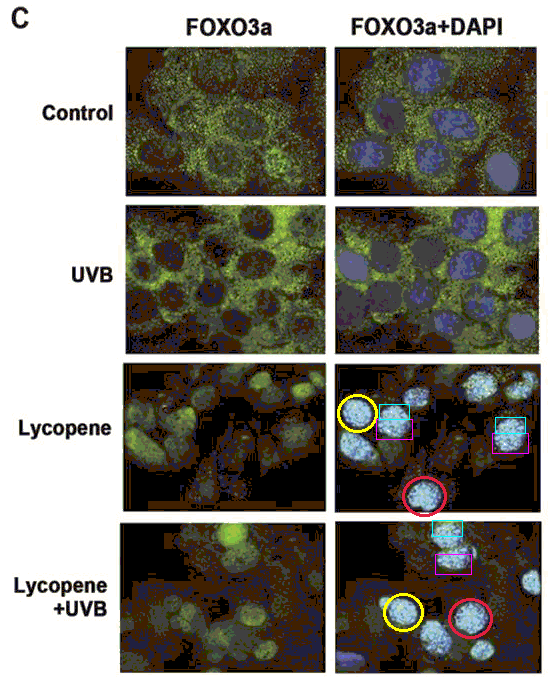 C
FOXO3a
FOXO3a+DAPI
Control
UVB
Lycopene
Lycopene
+UVB